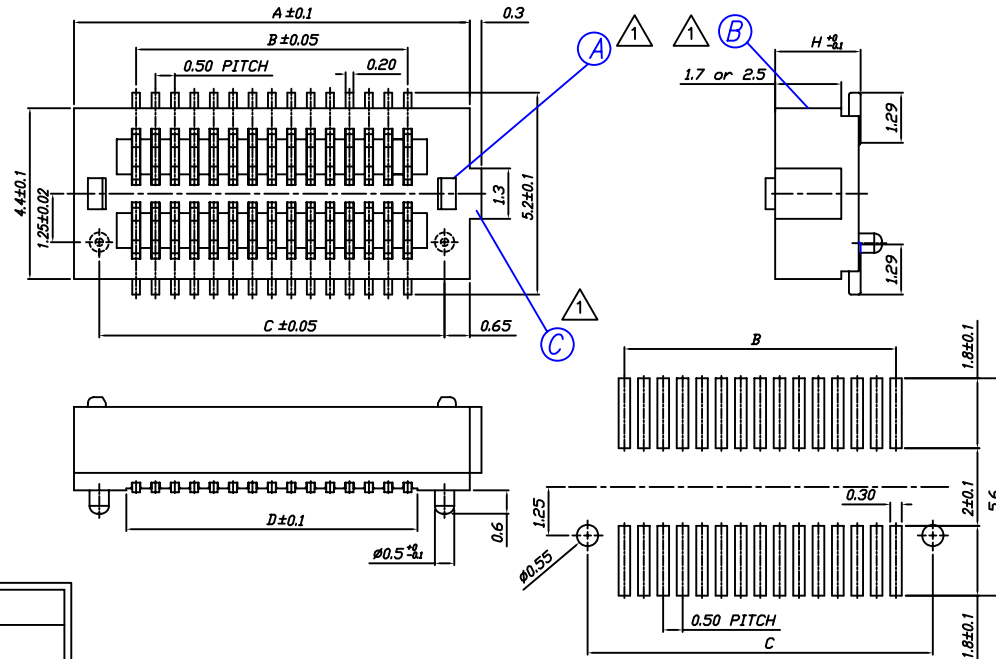 A ±0.1
0.3
B ±0.05
0.50 PITCH
0.20
A
1
1
B
H +0 -0.1
1.7 or 2.5
1.29
4.4±0.1
1.25±0.02
1.3
5.2±0.1
1.29
C ±0.05
0.65
1
C
B
1.8±0.1
D±0.1
0.6
Ø0.5 +0 -0.1
1.25
0.30
2±0.1
5.6
Ø0.55
0.50 PITCH
C
1.8±0.1